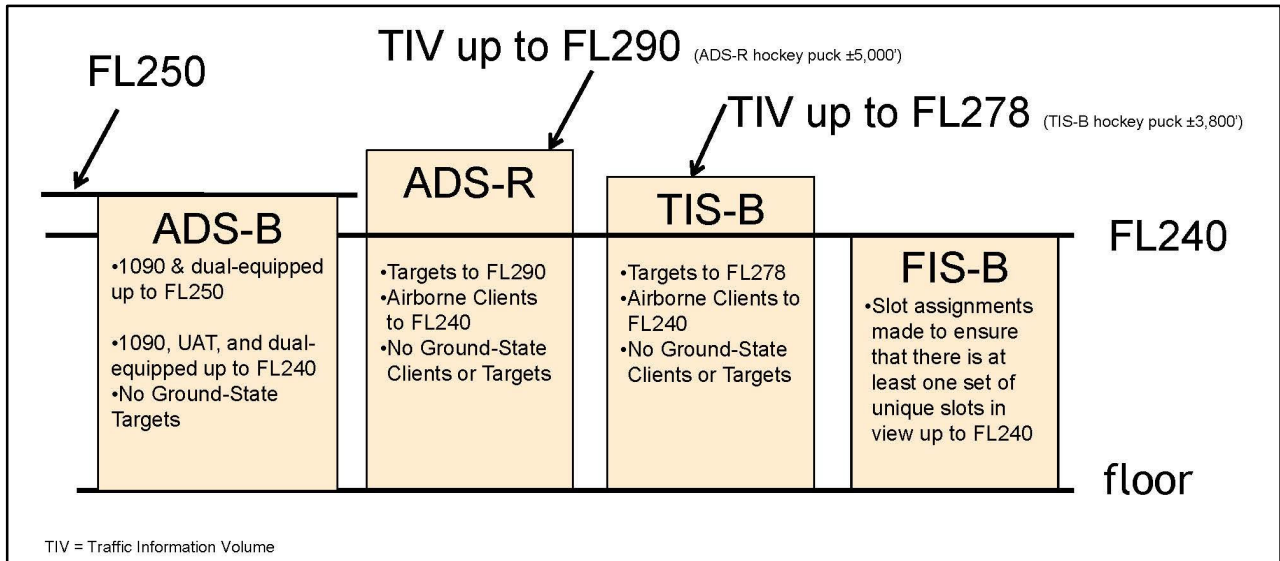 TIV up to FL290 (ADS-R hockey puck ±5,000’)
FL250
TIV up to FL278 (TIS-B hockey puck ±3,800’)
ADS-B
•1090 & dual-equipped
up to FL250
•1090, UAT, and dual-
equipped up to FL240
•No Ground-State
Targets
ADS-R
•Targets to FL290
•Airborne Clients
to FL240
•No Ground-State
Clients or Targets
TIS-B
•Targets to FL278
•Airborne Clients to
FL240
•No Ground-State
Clients or Targets
FL240
FIS-B
•Slot assignments
made to ensure
that there is at
least one set of
unique slots in
view up to FL240
floor
TIV = Traffic Information Volume